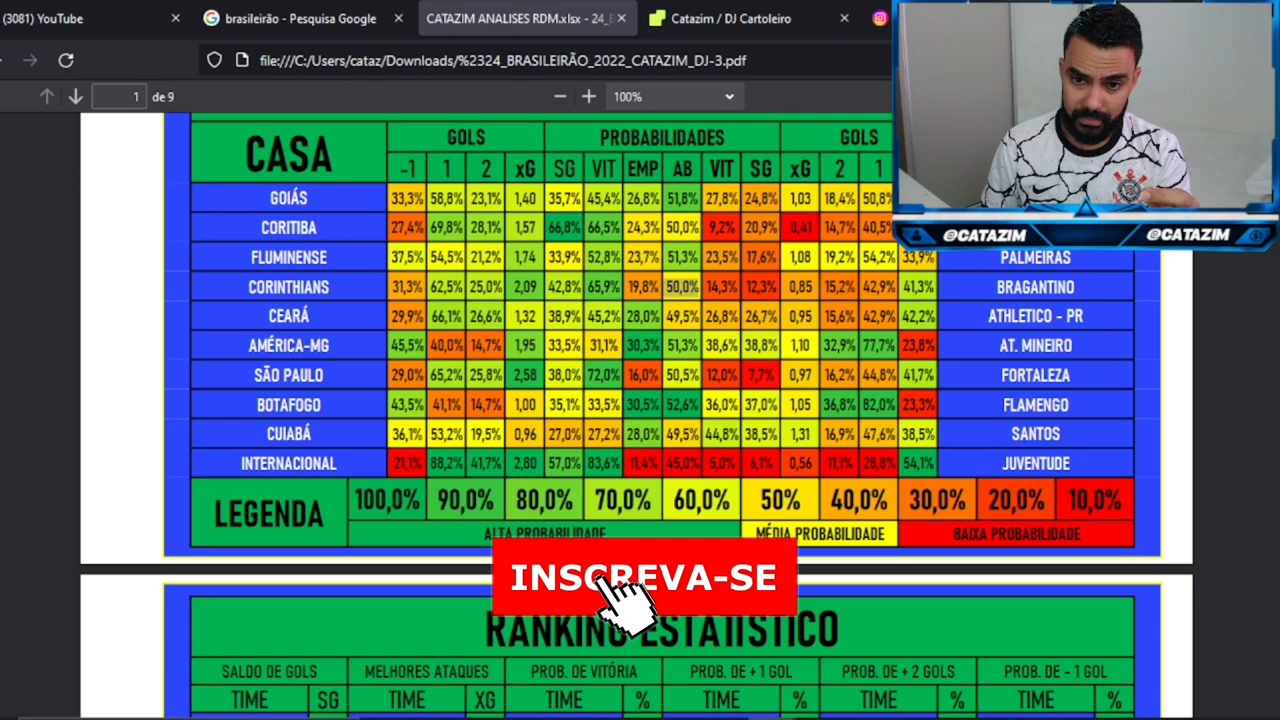 (3081) YouTube × brasileirão - Pesquisa Google × CATAZIM ANALISES RDM.xlsx - 24_ × Catazim / DJ Cartoleiro ×
file:///C:/Users/cataz/Downloads/%2324_BRASILEIRÃO_2022_CATAZIM_DJ-3.pdf
1 de 9 100%
@CATAZIM @CATAZIM
CASA GOLS PROBABILIDADES GOLS
-1 1 2 xG SG VIT EMP AB VIT SG xG 2 1
GOIÁS 33,3% 58,8% 23,1% 1,40 35,7% 45,4% 26,8% 51,8% 27,8% 24,8% 1,03 18,4% 50,8%
CORITIBA 27,4% 69,8% 28,1% 1,57 66,8% 66,5% 24,3% 50,0% 9,2% 20,9% 0,41 14,7% 40,5%
FLUMINENSE 37,5% 54,5% 21,2% 1,74 33,9% 52,8% 23,7% 51,3% 23,5% 17,6% 1,08 19,2% 54,2% 33,9% PALMEIRAS
CORINTHIANS 31,3% 62,5% 25,0% 2,09 42,8% 65,9% 19,8% 50,0% 14,3% 12,3% 0,85 15,2% 42,9% 41,3% BRAGANTINO
CEARÁ 29,9% 66,1% 26,6% 1,32 38,9% 45,2% 28,0% 49,5% 26,8% 26,7% 0,95 15,6% 42,9% 42,2% ATHLETICO - PR
AMÉRICA-MG 45,5% 40,0% 14,7% 1,95 33,5% 31,1% 30,3% 51,3% 38,6% 38,8% 1,10 32,9% 77,7% 23,8% AT. MINEIRO
SÃO PAULO 29,0% 65,2% 25,8% 2,58 38,0% 72,0% 16,0% 50,5% 12,0% 7,7% 0,97 16,2% 44,8% 41,7% FORTALEZA
BOTAFOGO 43,5% 41,1% 14,7% 1,00 35,1% 33,5% 30,5% 52,6% 36,0% 37,0% 1,05 36,8% 82,0% 23,3% FLAMENGO
CUIABÁ 36,1% 53,2% 19,5% 0,96 27,0% 27,2% 28,0% 49,5% 44,8% 38,5% 1,31 16,9% 47,6% 38,5% SANTOS
INTERNACIONAL 21,1% 88,2% 41,7% 2,80 57,0% 83,6% 11,4% 45,0% 5,0% 6,1% 0,56 11,1% 28,8% 54,1% JUVENTUDE
LEGENDA 100,0% 90,0% 80,0% 70,0% 60,0% 50% 40,0% 30,0% 20,0% 10,0%
ALTA PROBABILIDADE MÉDIA PROBABILIDADE BAIXA PROBABILIDADE
INSCREVA-SE
RANKING ESTATÍSTICO
SALDO DE GOLS MELHORES ATAQUES PROB. DE VITÓRIA PROB. DE + 1 GOL PROB. DE + 2 GOLS PROB. DE - 1 GOL
TIME SG TIME XG TIME % TIME % TIME % TIME %